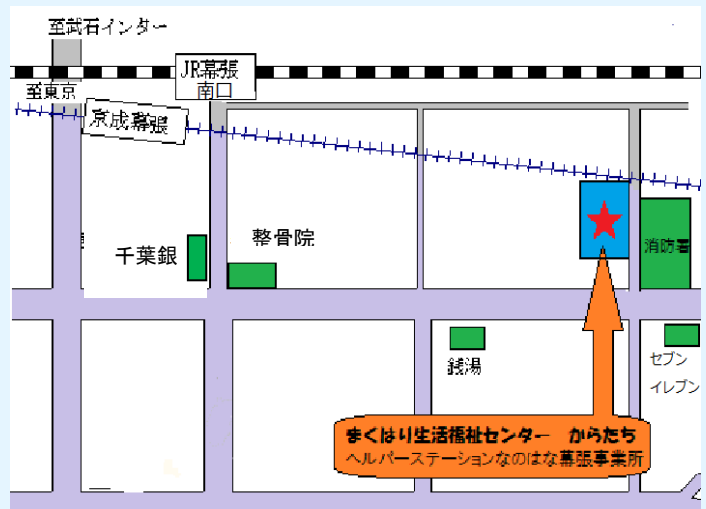 至武石インター
JR幕張
南口
至東京
京成幕張
千葉銀
整骨院
消防署
銭湯
セブン
イレブン
まくはり生活福祉センター　からたち
ヘルパーステーションなのはな幕張事業所